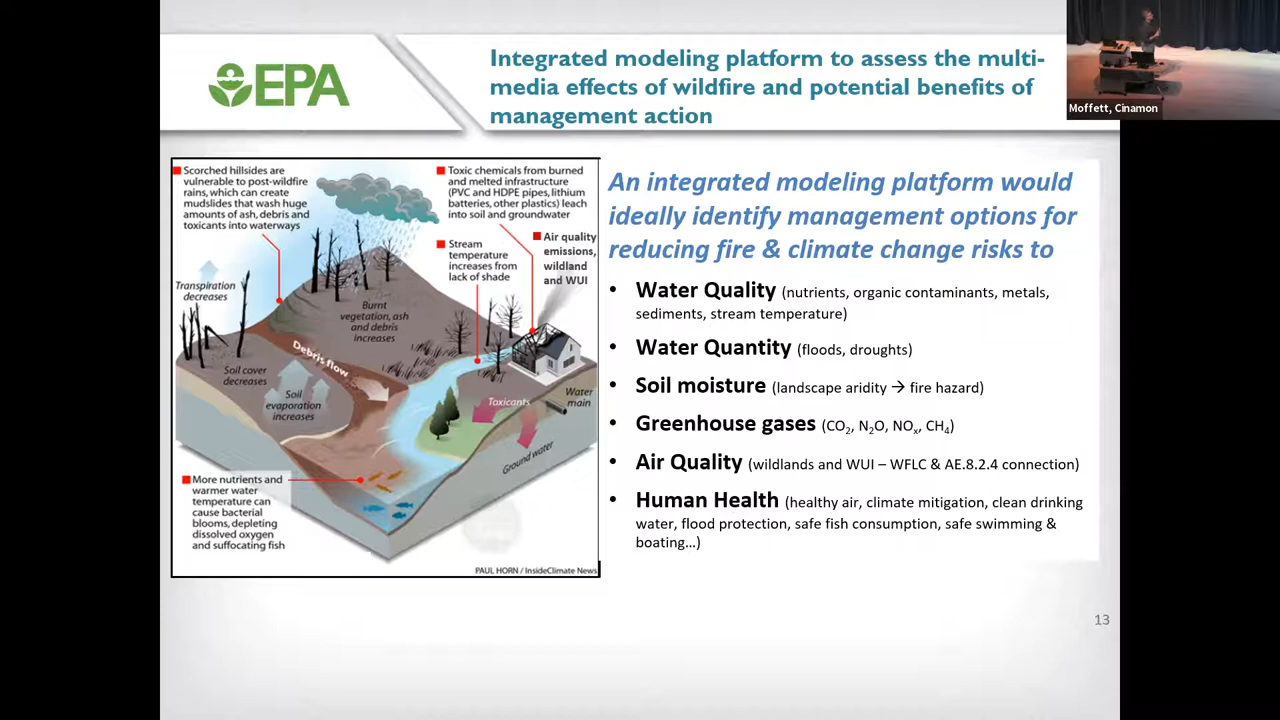 EPA
Integrated modeling platform to assess the multi-
media effects of wildfire and potential benefits of
management action
Moffett, Cinamon
Scorched hillsides are
vulnerable to post-wildfire
rains, which can create
mudslides that wash huge
amounts of ash, debris and
toxicants into waterways
Toxic chemicals from burned
and melted infrastructure
(PVC and HDPE pipes, lithium
batteries, other plastics) leach
into soil and groundwater
Stream
temperature
increases from
lack of shade
Air quality
emissions,
wildland
and WUI
Transpiration
decreases
Burnt
vegetation, ash
and debris
increases
Debris flow
Soil cover
decreases
Soil
evaporation
increases
Toxicants
Water
main
Ground water
More nutrients and
warmer water
temperature can
cause bacterial
blooms, depleting
dissolved oxygen
and suffocating fish
PAUL HORN / InsideClimate News
An integrated modeling platform would
ideally identify management options for
reducing fire & climate change risks to
• Water Quality (nutrients, organic contaminants, metals,
sediments, stream temperature)
• Water Quantity (floods, droughts)
• Soil moisture (landscape aridity → fire hazard)
• Greenhouse gases (CO₂, N₂O, NOₓ, CH₄)
• Air Quality (wildlands and WUI – WFLC & AE.8.2.4 connection)
• Human Health (healthy air, climate mitigation, clean drinking
water, flood protection, safe fish consumption, safe swimming &
boating...)
13